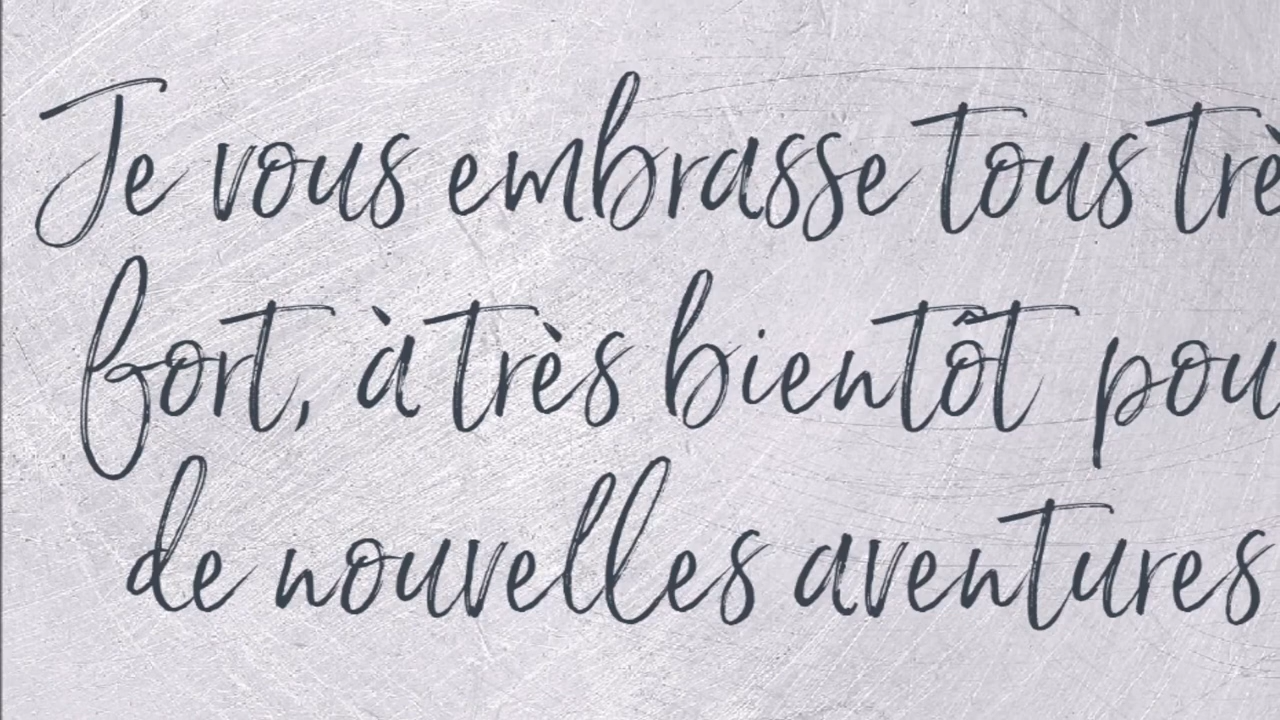 Je vous embrasse tous trè
fort, à très bientôt pou
de nouvelles aventures